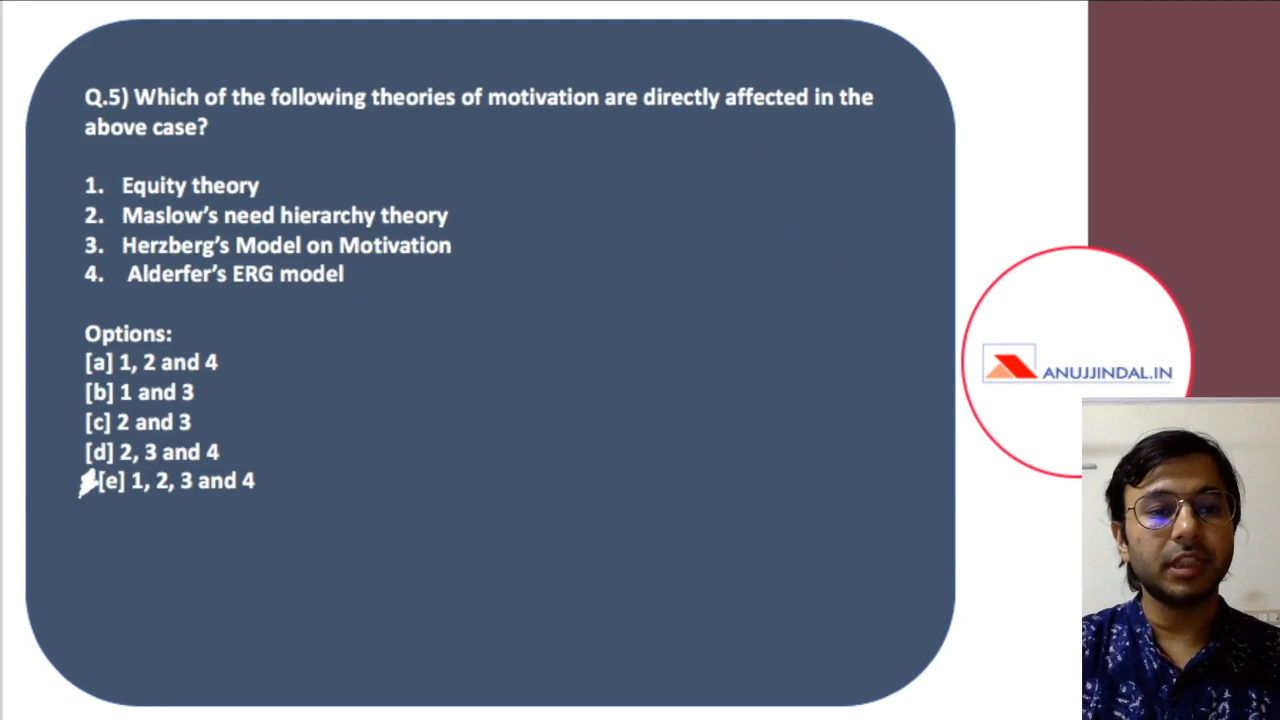 Q.5) Which of the following theories of motivation are directly affected in the
above case?
1. Equity theory
2. Maslow’s need hierarchy theory
3. Herzberg’s Model on Motivation
4. Alderfer’s ERG model
Options:
[a] 1, 2 and 4
[b] 1 and 3
[c] 2 and 3
[d] 2, 3 and 4
[e] 1, 2, 3 and 4
ANUJJINDAL.IN